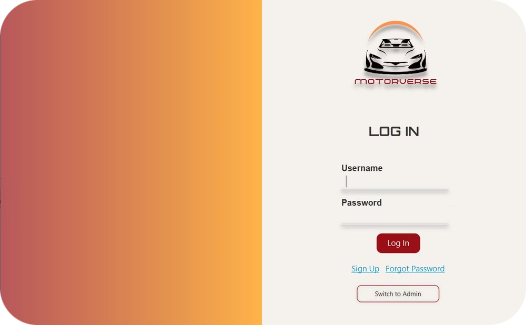 MOTORVERSE
LOG IN
Username
Password
Log In
Sign Up Forgot Password
Switch to Admin